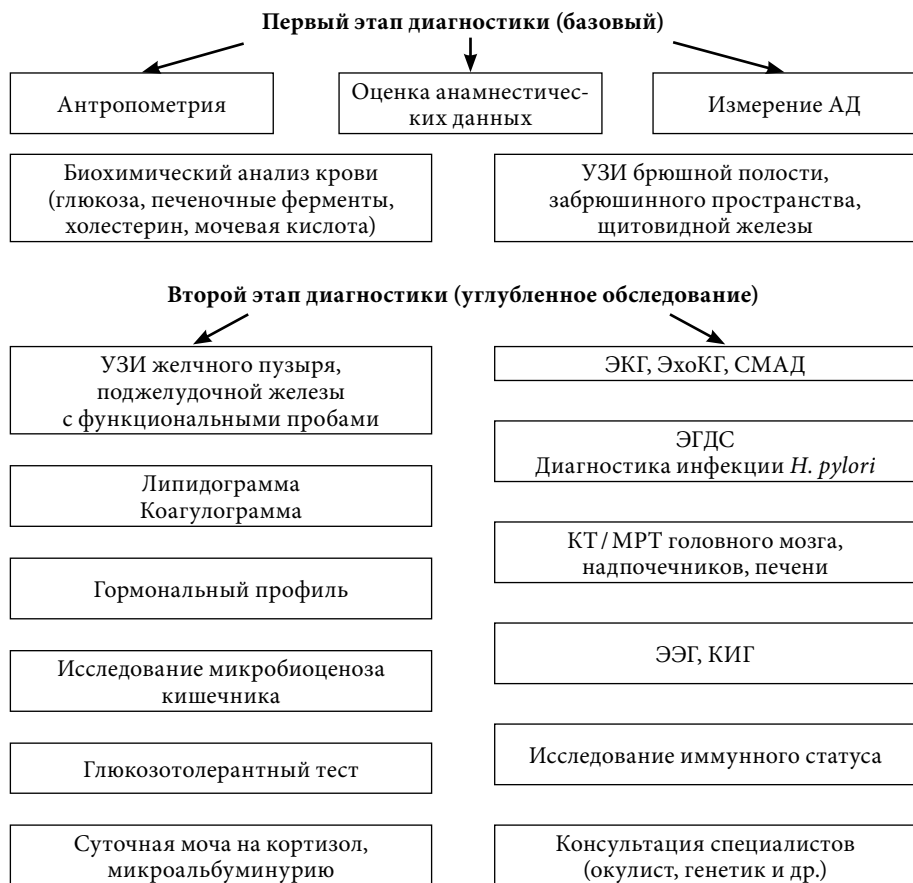 Первый этап диагностики (базовый)
Антропометрия
Оценка анамнестичес-
ких данных
Измерение АД
Биохимический анализ крови
(глюкоза, печеночные ферменты,
холестерин, мочевая кислота)
УЗИ брюшной полости,
забрюшинного пространства,
щитовидной железы
Второй этап диагностики (углубленное обследование)
УЗИ желчного пузыря,
поджелудочной железы
с функциональными пробами
ЭКГ, ЭхоКГ, СМАД
ЭГДС
Диагностика инфекции H. pylori
Липидограмма
Коагулограмма
КТ / МРТ головного мозга,
надпочечников, печени
Гормональный профиль
ЭЭГ, КИГ
Исследование микробиоценоза
кишечника
Исследование иммунного статуса
Глюкозотолерантный тест
Суточная моча на кортизол,
микроальбуминурию
Консультация специалистов
(окулист, генетик и др.)